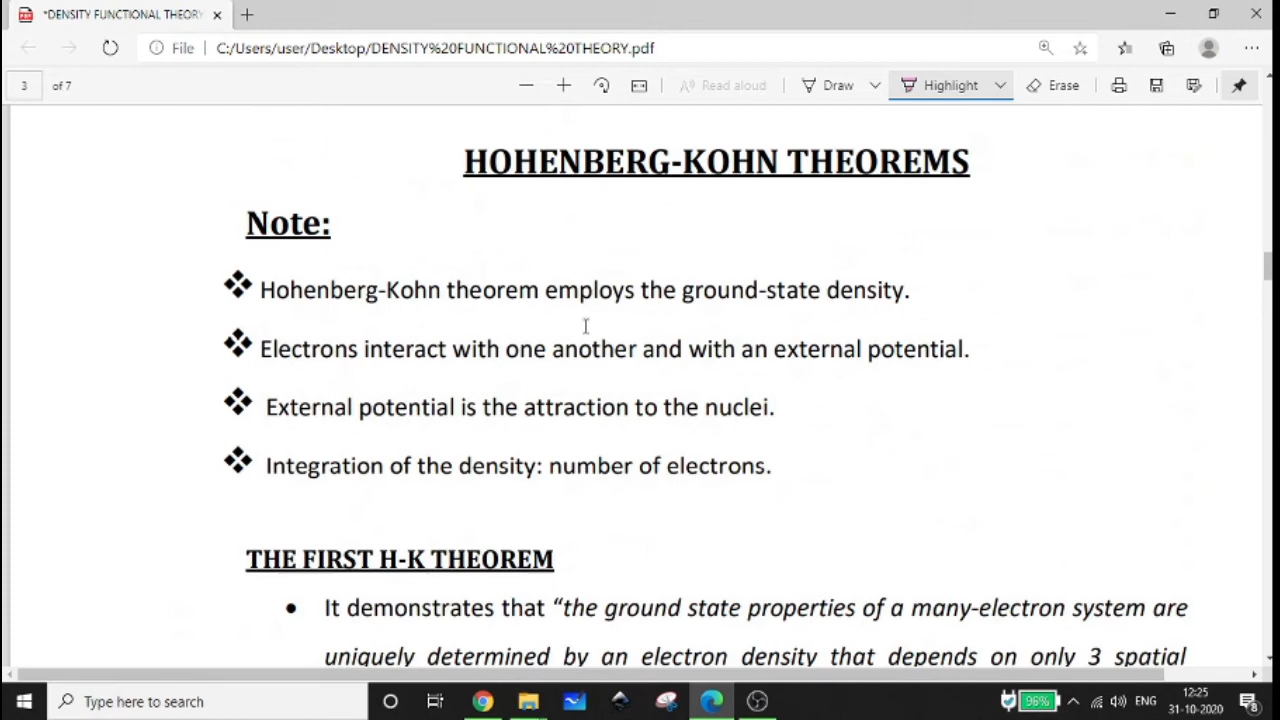 *DENSITY FUNCTIONAL THEORY
File C:/Users/user/Desktop/DENSITY%20FUNCTIONAL%20THEORY.pdf
3 of 7 Read aloud Draw Highlight Erase
HOHENBERG-KOHN THEOREMS
Note:
❖ Hohenberg-Kohn theorem employs the ground-state density.
❖ Electrons interact with one another and with an external potential.
❖ External potential is the attraction to the nuclei.
❖ Integration of the density: number of electrons.
THE FIRST H-K THEOREM
• It demonstrates that “the ground state properties of a many-electron system are
uniquely determined by an electron density that depends on only 3 spatial
Type here to search 96% ENG 12:25
31-10-2020 8